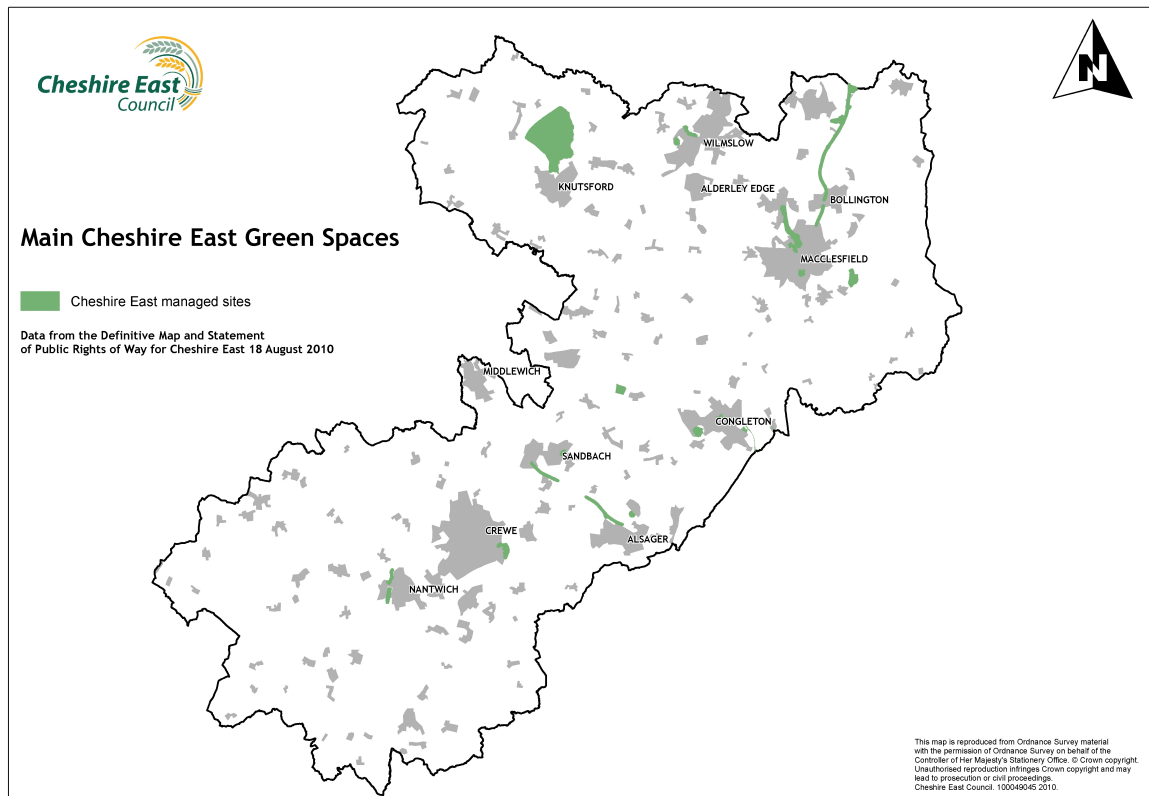 Cheshire East
Council
N
WILMSLOW
KNUTSFORD
ALDERLEY EDGE
BOLLINGTON
Main Cheshire East Green Spaces
MACCLESFIELD
Cheshire East managed sites
Data from the Definitive Map and Statement
of Public Rights of Way for Cheshire East 18 August 2010
MIDDLEWICH
CONGLETON
SANDBACH
CREWE
ALSAGER
NANTWICH
This map is reproduced from Ordnance Survey material
with the permission of Ordnance Survey on behalf of the
Controller of Her Majesty's Stationery Office. © Crown copyright.
Unauthorised reproduction infringes Crown copyright and may
lead to prosecution or civil proceedings.
Cheshire East Council. 100049045 2010.